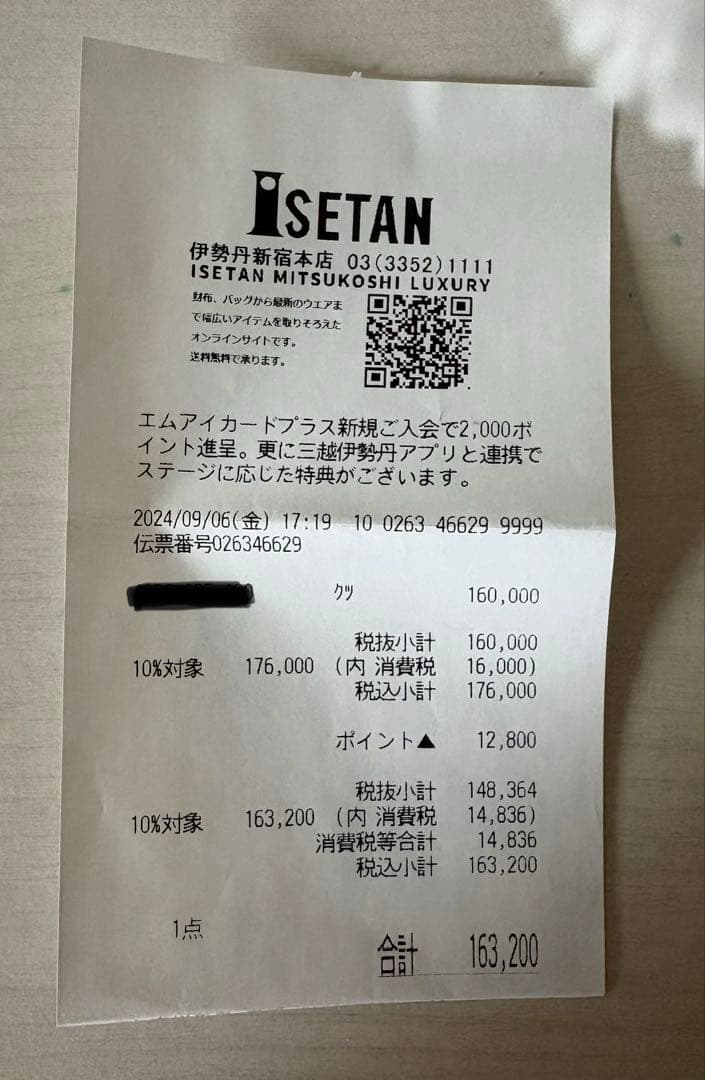 ISETAN
伊勢丹新宿本店 03(3352)1111
ISETAN MITSUKOSHI LUXURY
財布、バッグから最新のウエアま
で幅広いアイテムを取りそろえた
オンラインサイトです。
送料無料で承ります。
エムアイカードプラス新規ご入会で2,000ポ
イント進呈。更に三越伊勢丹アプリと連携で
ステージに応じた特典がございます。
2024/09/06(金) 17:19 10 0263 46629 9999
伝票番号026346629
クツ 160,000
税抜小計 160,000
10%対象 176,000 (内 消費税 16,000)
税込小計 176,000
ポイント▲ 12,800
税抜小計 148,364
10%対象 163,200 (内 消費税 14,836)
消費税等合計 14,836
税込小計 163,200
1点
合計 163,200